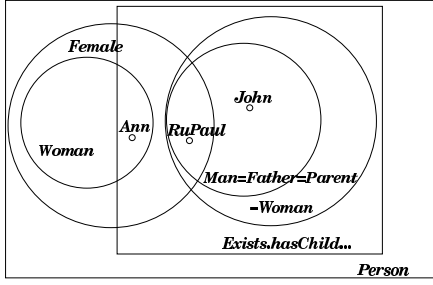 Female
John
Ann
RuPaul
Woman
Man=Father=Parent
¬Woman
Exists.hasChild...
Person